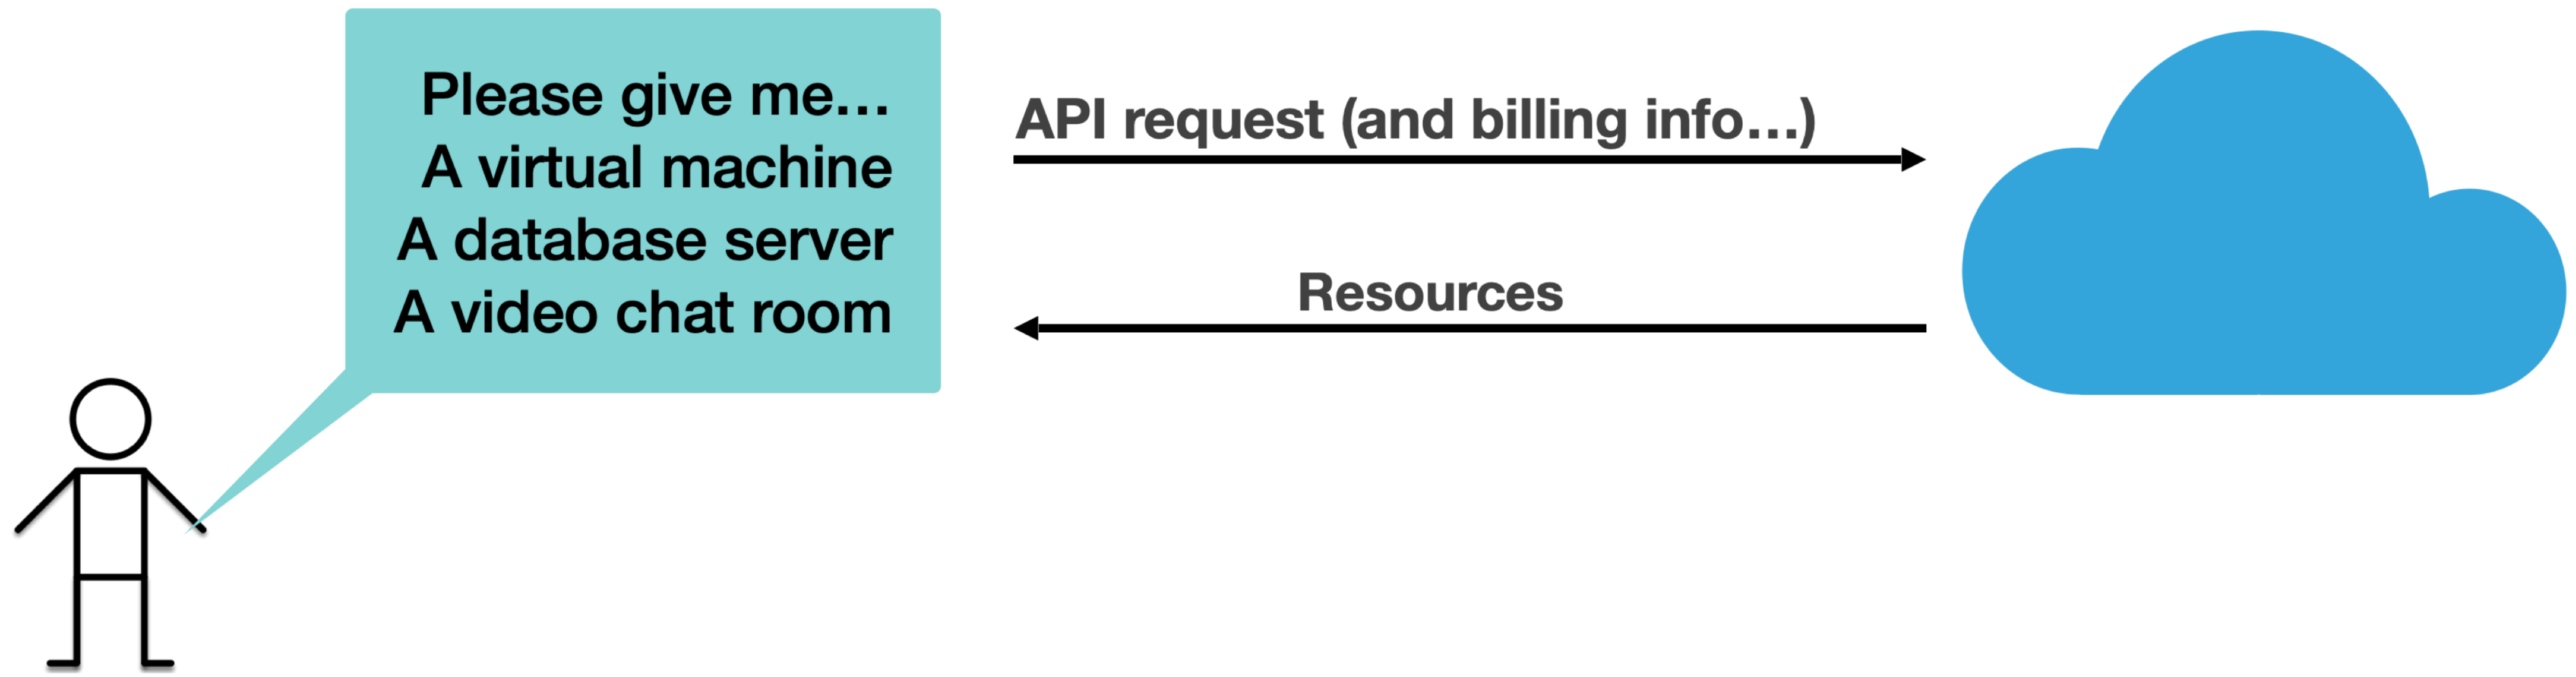 Please give me…
A virtual machine
A database server
A video chat room
API request (and billing info…)
Resources